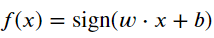 f(x) = sign(w · x + b)